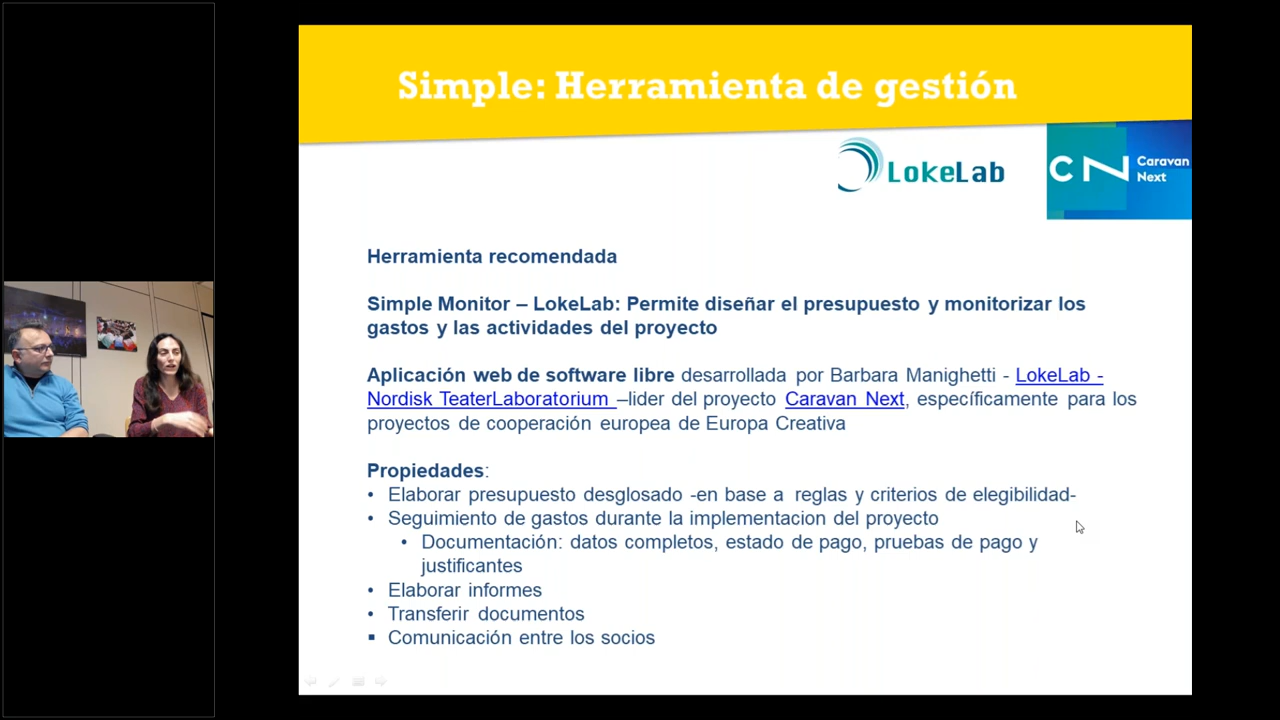 Simple: Herramienta de gestión
LokeLab
CN Caravan
Next
Herramienta recomendada
Simple Monitor – LokeLab: Permite diseñar el presupuesto y monitorizar los
gastos y las actividades del proyecto
Aplicación web de software libre desarrollada por Barbara Manighetti - LokeLab -
Nordisk TeaterLaboratorium –lider del proyecto Caravan Next, específicamente para los
proyectos de cooperación europea de Europa Creativa
Propiedades:
• Elaborar presupuesto desglosado -en base a reglas y criterios de elegibilidad-
• Seguimiento de gastos durante la implementacion del proyecto
• Documentación: datos completos, estado de pago, pruebas de pago y
justificantes
• Elaborar informes
• Transferir documentos
▪ Comunicación entre los socios